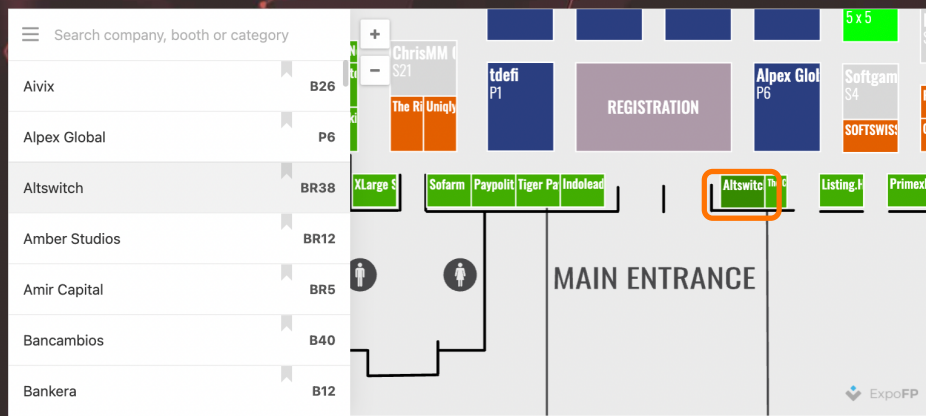 Search company, booth or category
Aivix B26
Alpex Global P6
Altswitch BR38
Amber Studios BR12
Amir Capital BR5
Bancambios B40
Bankera B12
+
−
5 x 5
ChrisMM
S21
The Ri Uniqly
tdefi
P1
REGISTRATION
Alpex Glol
P6
Softgam
S4
SOFTSWISS
XLarge S
Sofarm Paypolit Tiger Pa Indolead
Altswitc
Listing.H
Primex
MAIN ENTRANCE
ExpoFP